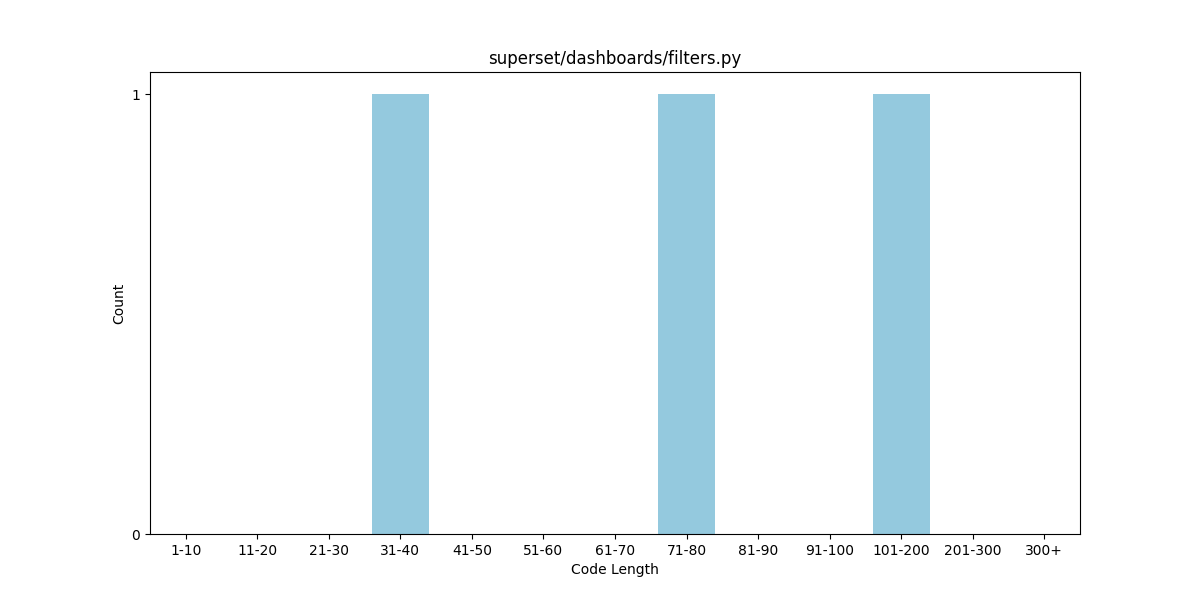 superset/dashboards/filters.py
1
Count
0
1-10 11-20 21-30 31-40 41-50 51-60 61-70 71-80 81-90 91-100 101-200 201-300 300+
Code Length